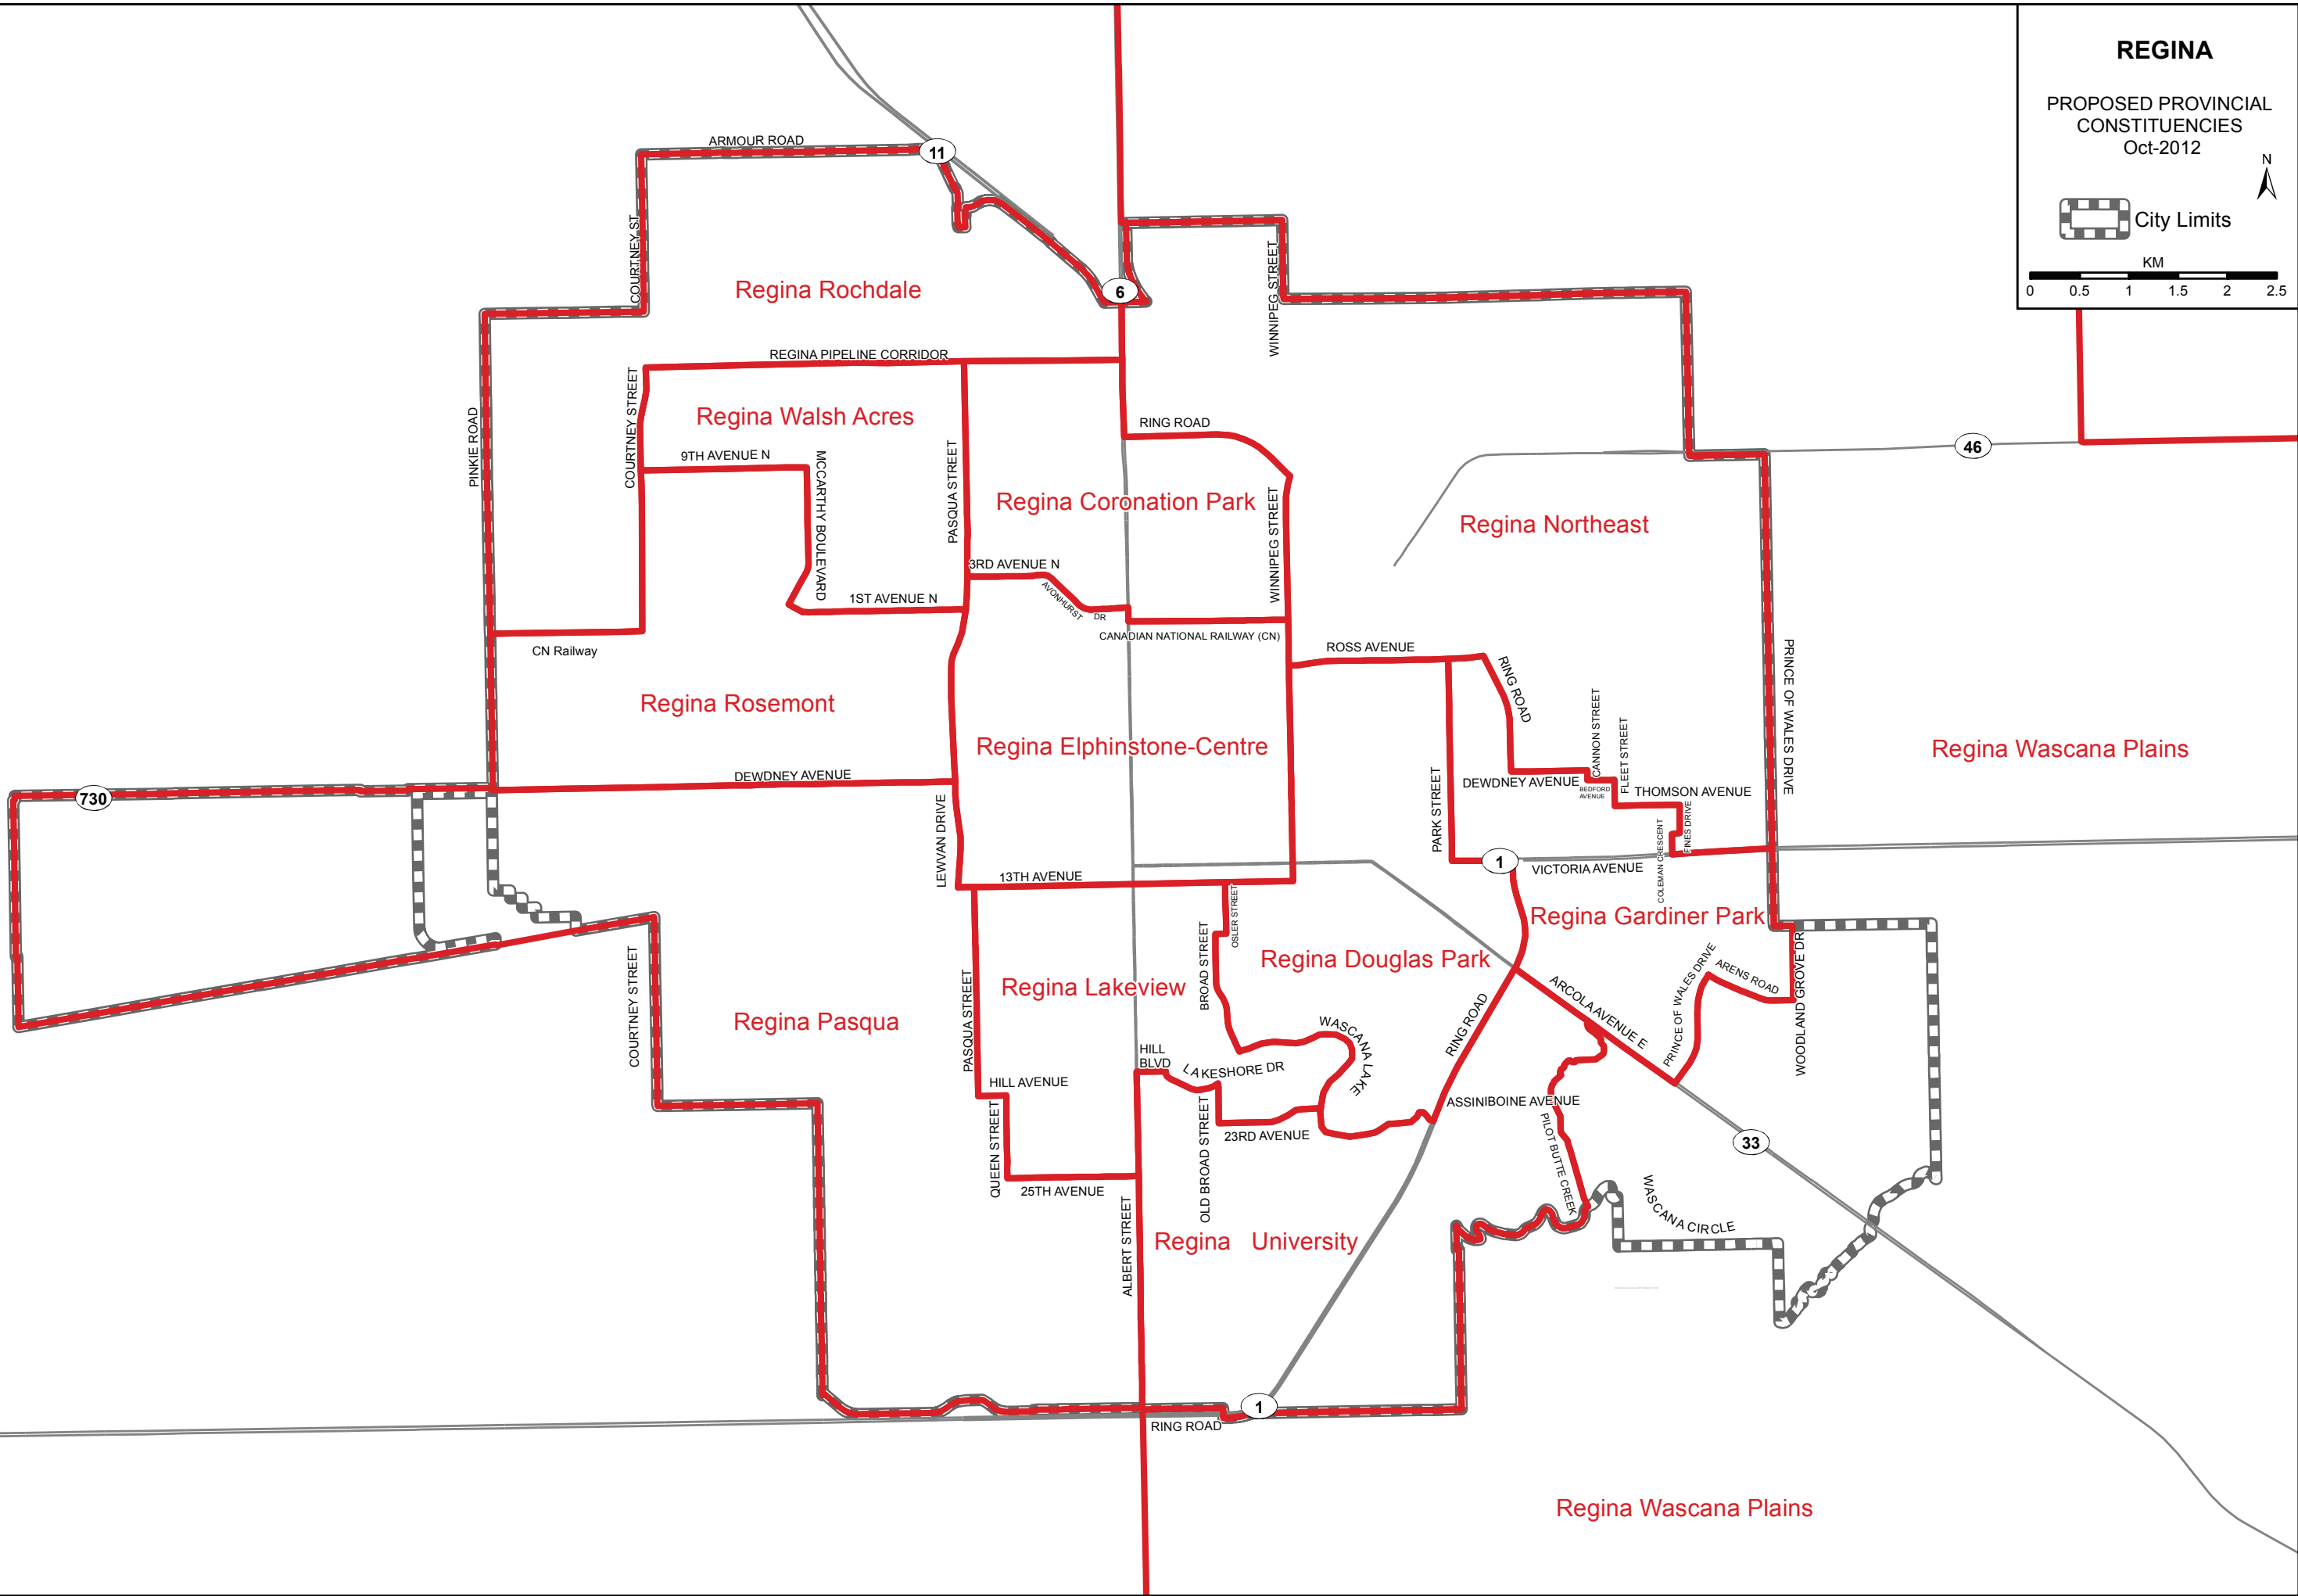 REGINA
PROPOSED PROVINCIAL
CONSTITUENCIES
Oct-2012
N
City Limits
KM
0 0.5 1 1.5 2 2.5
ARMOUR ROAD
11
COURTNEY ST
6
WINNIPEG STREET
Regina Rochdale
REGINA PIPELINE CORRIDOR
PINKIE ROAD
COURTNEY STREET
Regina Walsh Acres
PASQUA STREET
RING ROAD
46
9TH AVENUE N
MCCARTHY BOULEVARD
Regina Coronation Park
WINNIPEG STREET
Regina Northeast
3RD AVENUE N
AVONHURST
DR
1ST AVENUE N
CANADIAN NATIONAL RAILWAY (CN)
CN Railway
ROSS AVENUE
RING ROAD
PRINCE OF WALES DRIVE
Regina Rosemont
CANNON STREET
FLEET STREET
Regina Elphinstone-Centre
Regina Wascana Plains
DEWDNEY AVENUE
730
PARK STREET
DEWDNEY AVENUE
BEDFORD
AVENUE
THOMSON AVENUE
LEWVAN DRIVE
COLEMAN CRESCENT
FINES DRIVE
1
VICTORIA AVENUE
13TH AVENUE
OSLER STREET
Regina Gardiner Park
BROAD STREET
COURTNEY STREET
PASQUA STREET
Regina Lakeview
Regina Douglas Park
WOODLAND GROVE DR
PRINCE OF WALES DRIVE
ARENS ROAD
ARCOLA AVENUE E
Regina Pasqua
RING ROAD
WASCANA LAKE
HILL
BLVD
LAKESHORE DR
HILL AVENUE
ASSINIBOINE AVENUE
QUEEN STREET
OLD BROAD STREET
23RD AVENUE
PILOT BUTTE CREEK
33
25TH AVENUE
ALBERT STREET
WASCANA CIRCLE
Regina University
1
RING ROAD
Regina Wascana Plains